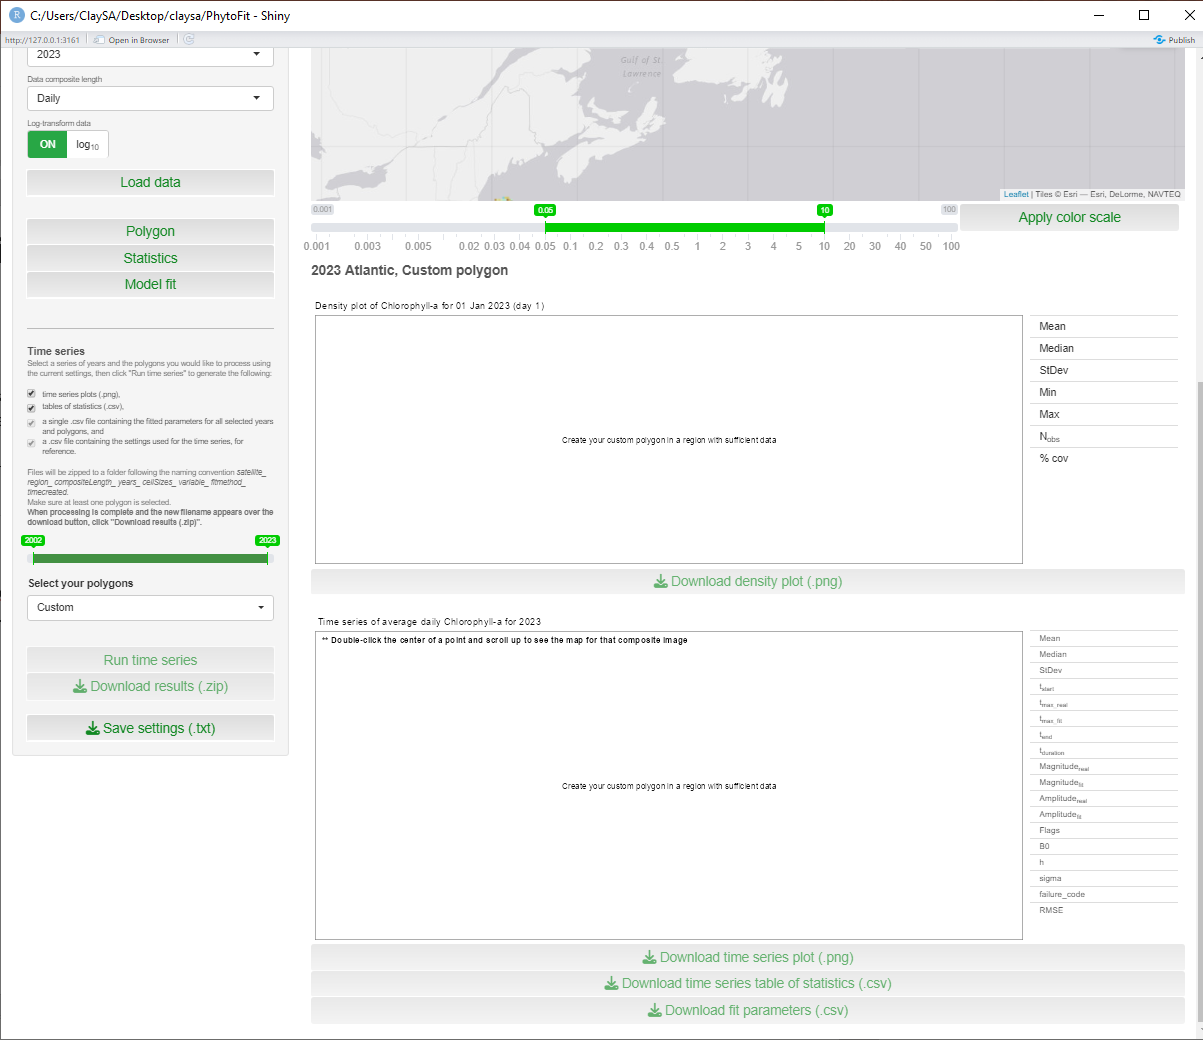 C:/Users/ClaySA/Desktop/claysa/PhytoFit - Shiny
http://127.0.0.1:3161
Open in Browser
Publish
2023
Data composite length
Daily
Log-transform data
ON log10
Load data
Polygon
Statistics
Model fit
Time series
Select a series of years and the polygons you would like to process using
the current settings, then click "Run time series" to generate the following:
time series plots (.png),
tables of statistics (.csv),
a single .csv file containing the fitted parameters for all selected years
and polygons, and
a .csv file containing the settings used for the time series, for
reference.
Files will be zipped to a folder following the naming convention satellite_
region_ compositeLength_ years_ cellSizes_ variable_ fitmethod_
timecreated.
Make sure at least one polygon is selected.
When processing is complete and the new filename appears over the
download button, click "Download results (.zip)".
2002 2023
Select your polygons
Custom
Run time series
Download results (.zip)
Save settings (.txt)
Gulf of St.
Lawrence
Leaflet | Tiles © Esri — Esri, DeLorme, NAVTEQ
0.001 0.05 10 100
0.001 0.003 0.005 0.02 0.03 0.04 0.05 0.1 0.2 0.3 0.4 0.5 1 2 3 4 5 10 20 30 40 50 100
Apply color scale
2023 Atlantic, Custom polygon
Density plot of Chlorophyll-a for 01 Jan 2023 (day 1)
Create your custom polygon in a region with sufficient data
Mean
Median
StDev
Min
Max
Nobs
% cov
Download density plot (.png)
Time series of average daily Chlorophyll-a for 2023
** Double-click the center of a point and scroll up to see the map for that composite image
Create your custom polygon in a region with sufficient data
Mean
Median
StDev
tstart
tmax_real
tmax_fit
tend
tduration
Magnitudereal
Magnitudefit
Amplitudereal
Amplitudefit
Flags
B0
h
sigma
failure_code
RMSE
Download time series plot (.png)
Download time series table of statistics (.csv)
Download fit parameters (.csv)